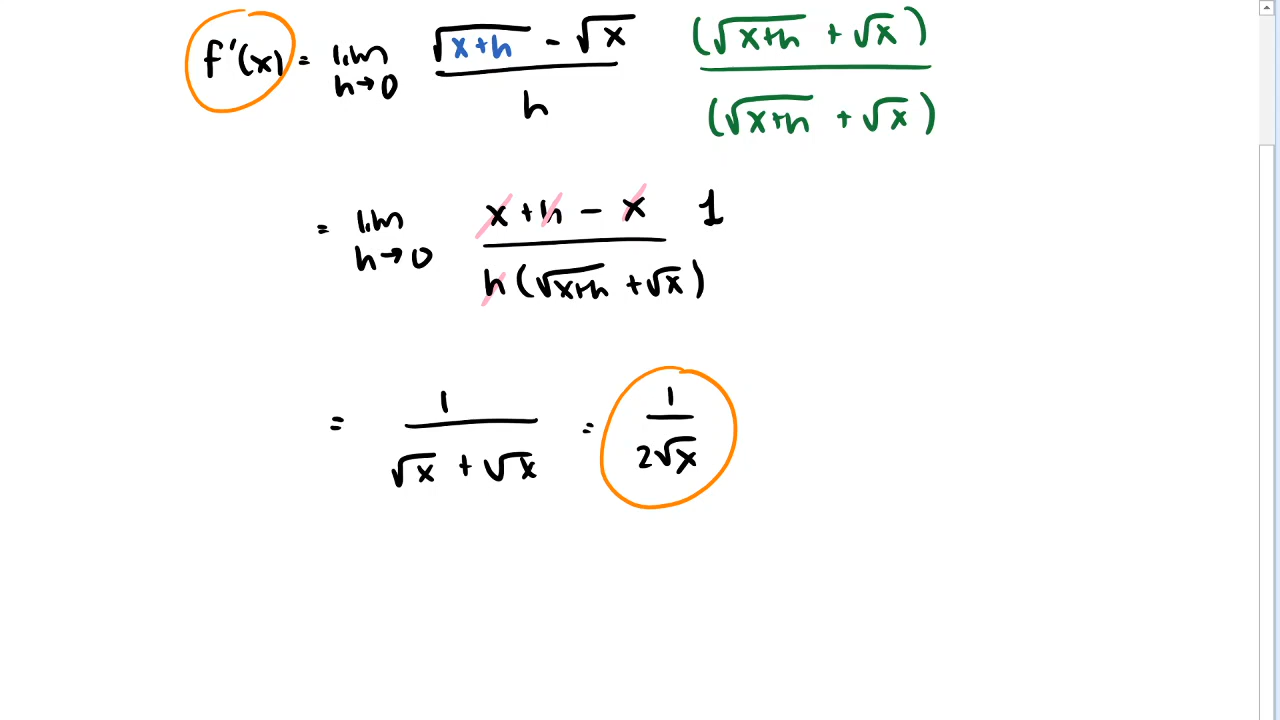 f'(x) = lim h→0 (√(x+h) - √x) / h · (√(x+h) + √x) / (√(x+h) + √x)
= lim h→0 (x + h - x) / (h(√(x+h) + √x)) 1
= 1 / (√x + √x) = 1 / (2√x)